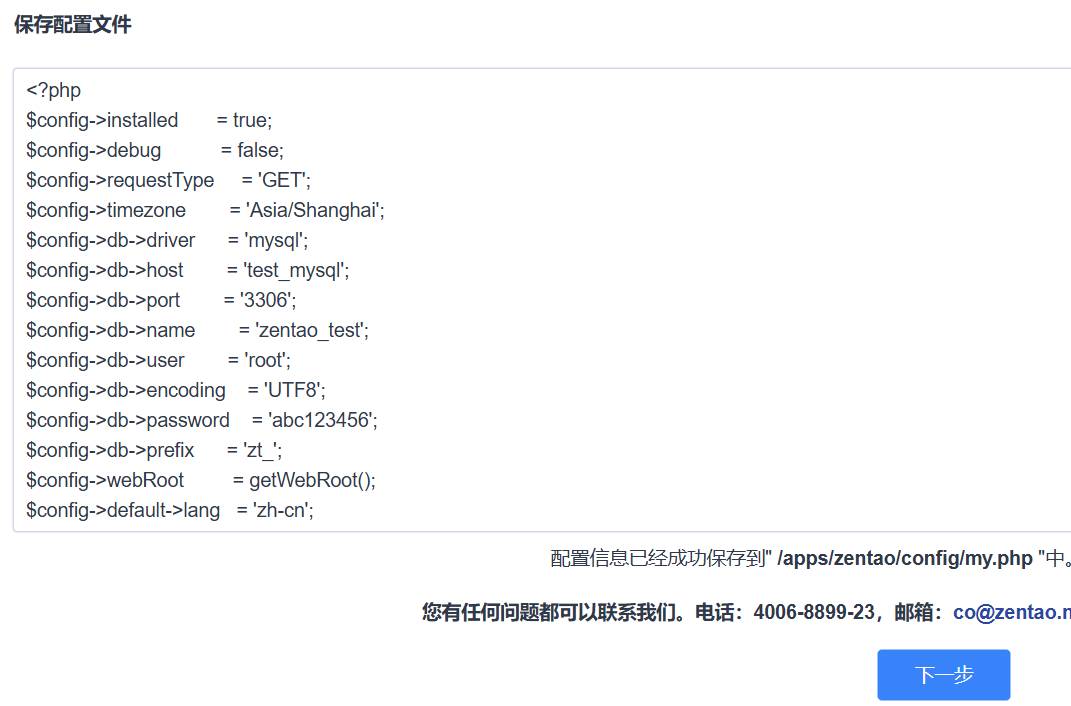 保存配置文件
<?php
$config->installed = true;
$config->debug = false;
$config->requestType = 'GET';
$config->timezone = 'Asia/Shanghai';
$config->db->driver = 'mysql';
$config->db->host = 'test_mysql';
$config->db->port = '3306';
$config->db->name = 'zentao_test';
$config->db->user = 'root';
$config->db->encoding = 'UTF8';
$config->db->password = 'abc123456';
$config->db->prefix = 'zt_';
$config->webRoot = getWebRoot();
$config->default->lang = 'zh-cn';
配置信息已经成功保存到" /apps/zentao/config/my.php "中。
您有任何问题都可以联系我们。电话：4006-8899-23，邮箱：co@zentao.n
下一步